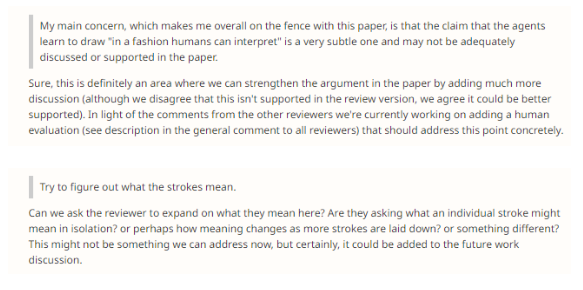 My main concern, which makes me overall on the fence with this paper, is that the claim that the agents
learn to draw "in a fashion humans can interpret" is a very subtle one and may not be adequately
discussed or supported in the paper.
Sure, this is definitely an area where we can strengthen the argument in the paper by adding much more
discussion (although we disagree that this isn't supported in the review version, we agree it could be better
supported). In light of the comments from the other reviewers we're currently working on adding a human
evaluation (see description in the general comment to all reviewers) that should address this point concretely.
Try to figure out what the strokes mean.
Can we ask the reviewer to expand on what they mean here? Are they asking what an individual stroke might
mean in isolation? or perhaps how meaning changes as more strokes are laid down? or something different?
This might not be something we can address now, but certainly, it could be added to the future work
discussion.